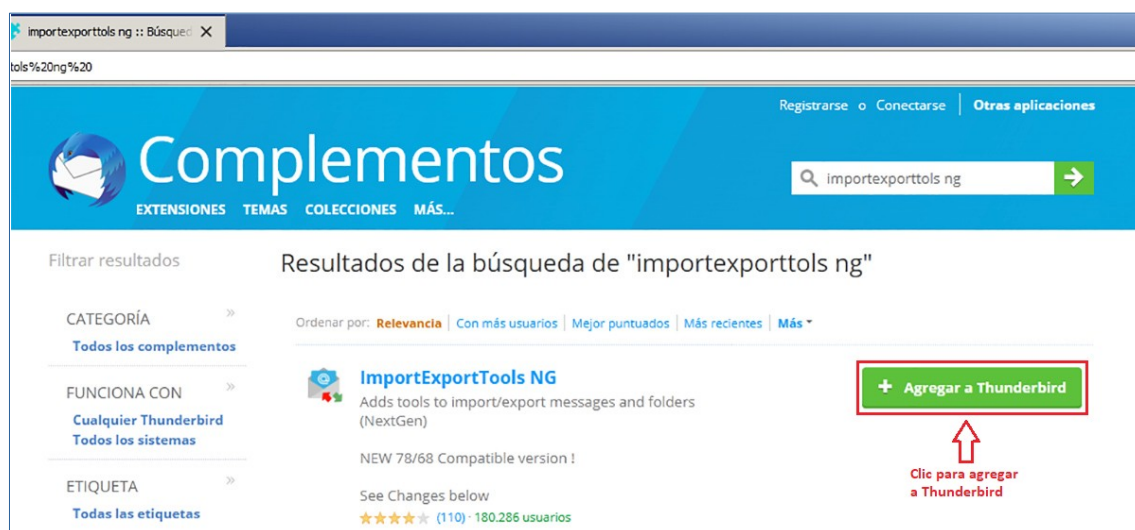 importexporttols ng :: Búsqued
tols%20ng%20
Registrarse o Conectarse
Otras aplicaciones
Complementos
importexporttols ng
EXTENSIONES TEMAS COLECCIONES MÁS...
Filtrar resultados
Resultados de la búsqueda de "importexporttols ng"
CATEGORÍA »
Todos los complementos
Ordenar por: Relevancia Con más usuarios Mejor puntuados Más recientes Más
FUNCIONA CON »
Cualquier Thunderbird
Todos los sistemas
ETIQUETA »
Todas las etiquetas
ImportExportTools NG
Adds tools to import/export messages and folders
(NextGen)
NEW 78/68 Compatible version !
See Changes below
(110) · 180.286 usuarios
+ Agregar a Thunderbird
Clic para agregar
a Thunderbird